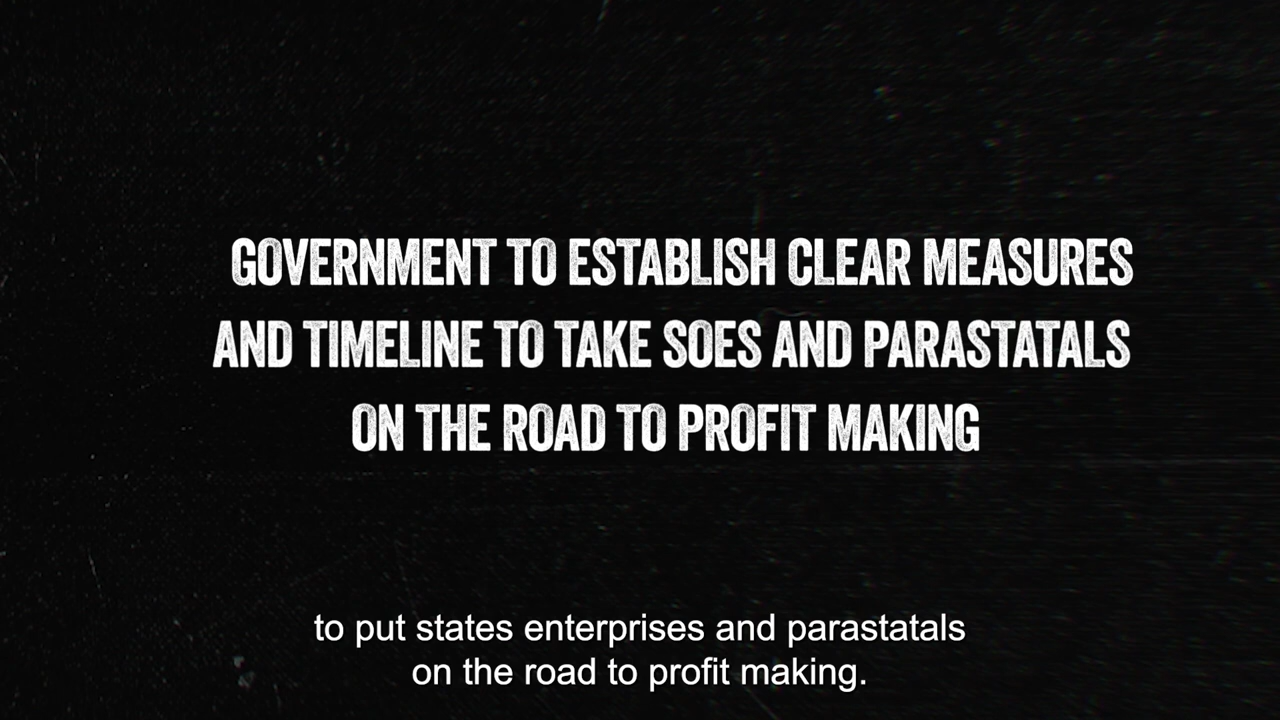 GOVERNMENT TO ESTABLISH CLEAR MEASURES
AND TIMELINE TO TAKE SOES AND PARASTATALS
ON THE ROAD TO PROFIT MAKING
to put states enterprises and parastatals
on the road to profit making.